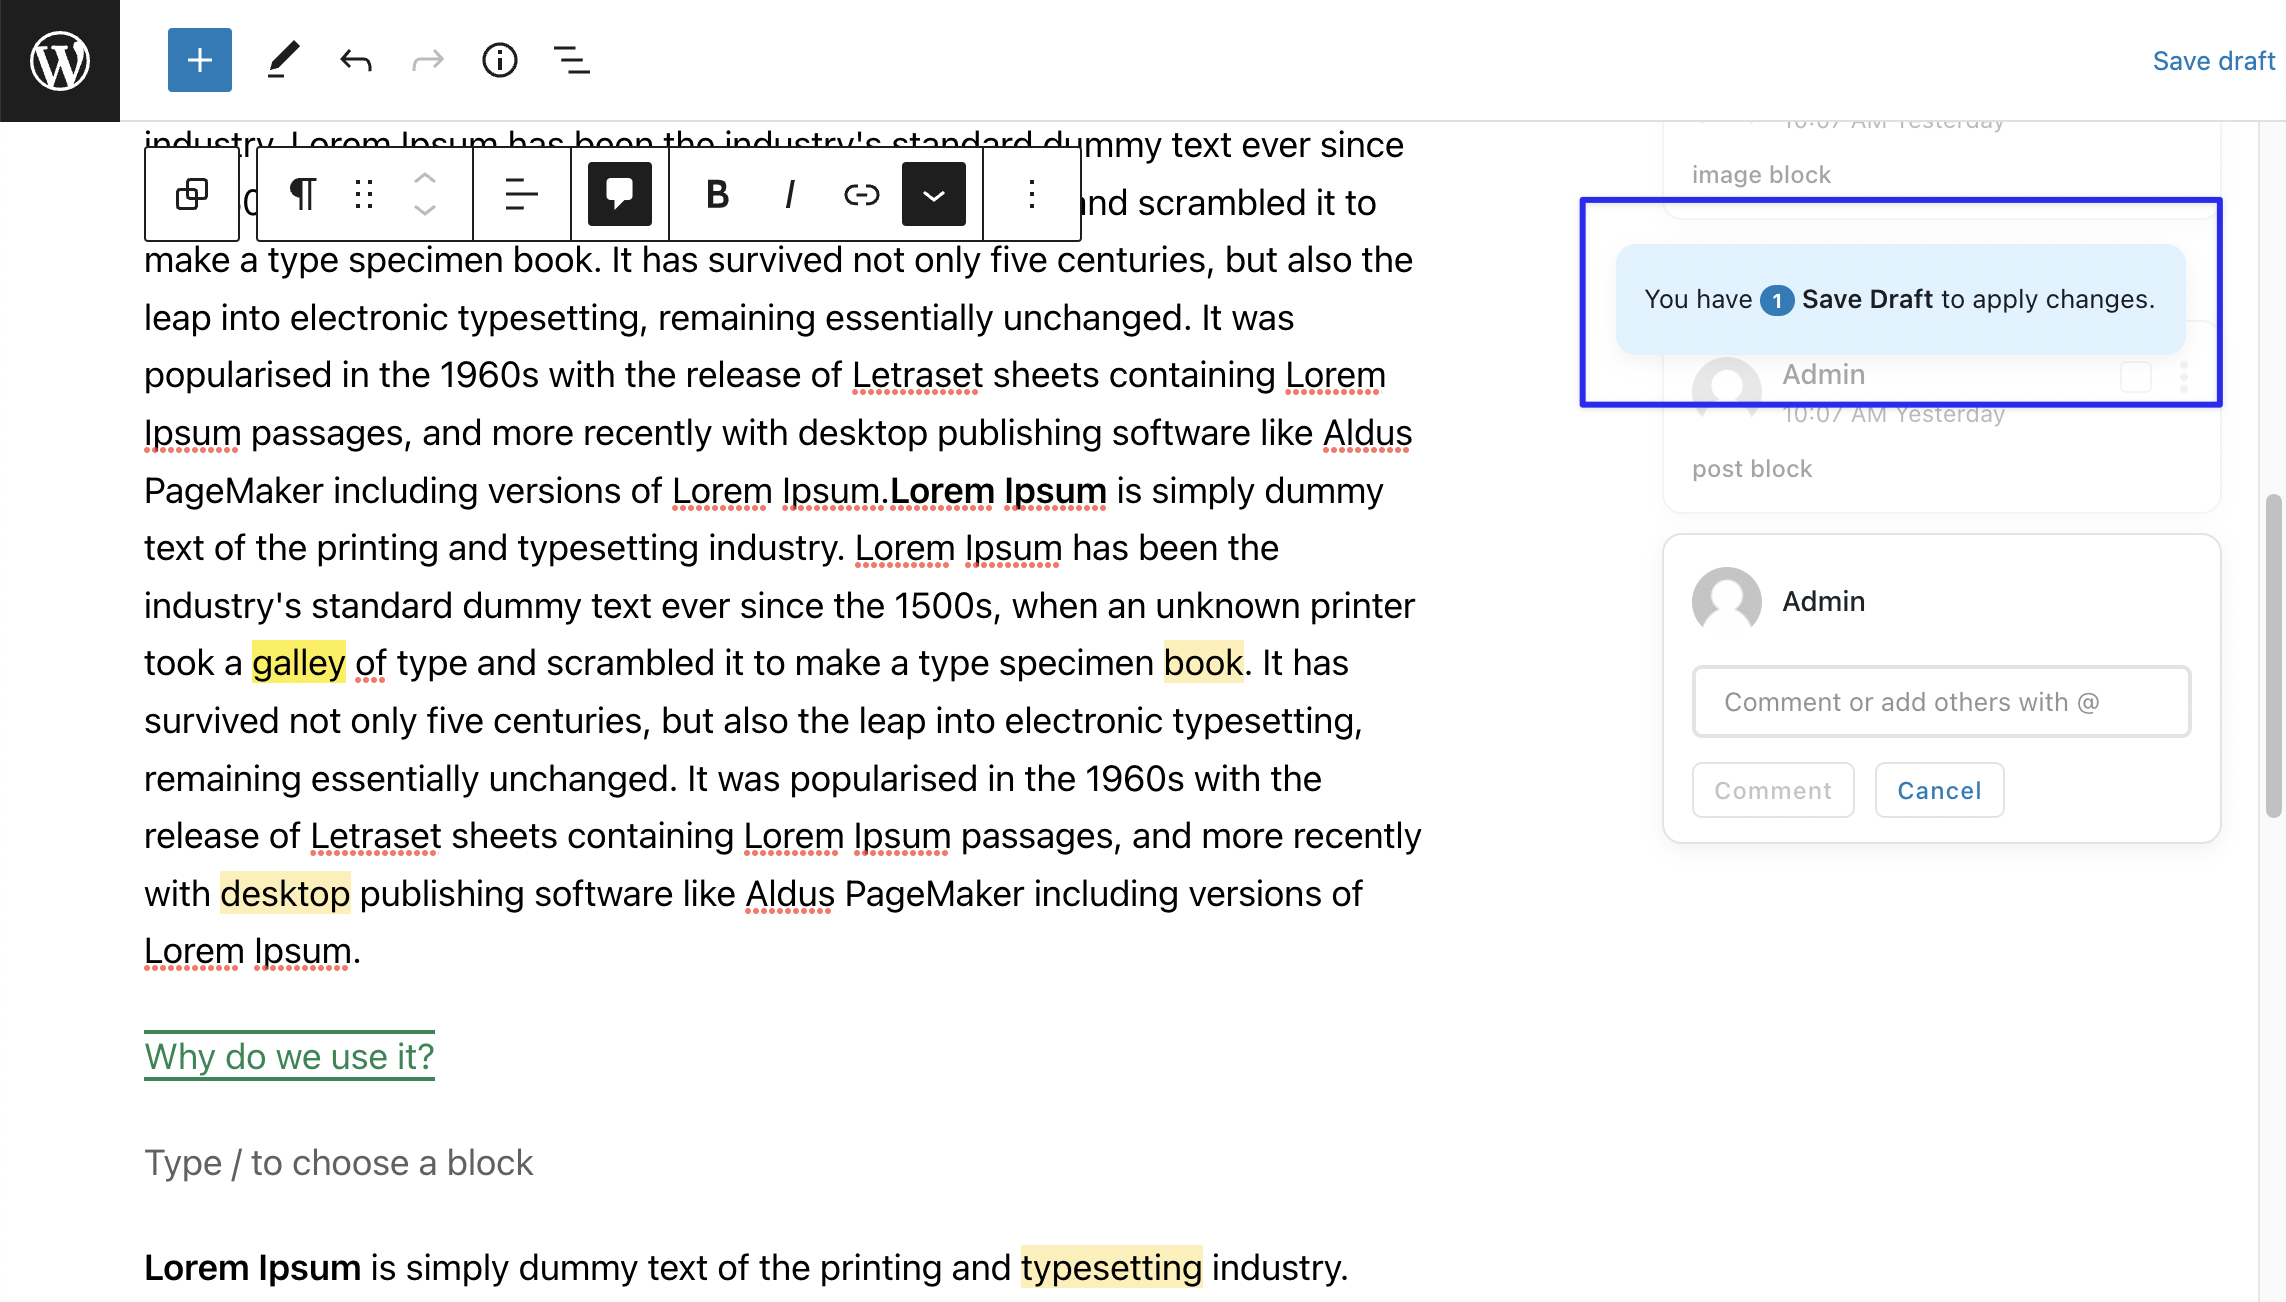 Save draft
industry. Lorem Ipsum has been the industry's standard dummy text ever since
and scrambled it to
make a type specimen book. It has survived not only five centuries, but also the
leap into electronic typesetting, remaining essentially unchanged. It was
popularised in the 1960s with the release of Letraset sheets containing Lorem
Ipsum passages, and more recently with desktop publishing software like Aldus
PageMaker including versions of Lorem Ipsum.Lorem Ipsum is simply dummy
text of the printing and typesetting industry. Lorem Ipsum has been the
industry's standard dummy text ever since the 1500s, when an unknown printer
took a galley of type and scrambled it to make a type specimen book. It has
survived not only five centuries, but also the leap into electronic typesetting,
remaining essentially unchanged. It was popularised in the 1960s with the
release of Letraset sheets containing Lorem Ipsum passages, and more recently
with desktop publishing software like Aldus PageMaker including versions of
Lorem Ipsum.
Why do we use it?
Type / to choose a block
Lorem Ipsum is simply dummy text of the printing and typesetting industry.
10:07 AM Yesterday
image block
You have 1 Save Draft to apply changes.
Admin
10:07 AM Yesterday
post block
Admin
Comment or add others with @
Comment
Cancel